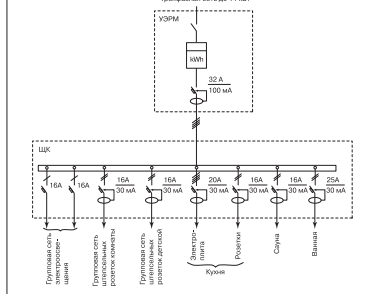 УЭРМ
kWh
32 А
100 мА
ЩК
16А
16А
16А
30 мА
16А
30 мА
20А
30 мА
16А
30 мА
16А
30 мА
25А
30 мА
Групповая сеть
электроосве-
щения
Групповая сеть
штепсельных
розеток комнаты
Групповая сеть
штепсельных
розеток детской
Электро-
плита
Розетки
Кухня
Сауна
Ванная